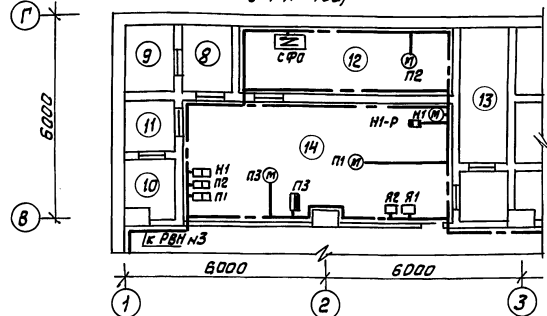 Г
9
8
сФа
12
И
П2
13
6000
11
Н1-Р
Н1
М
14
П1
И
10
Н1
П2
П1
П3
М
П3
Я2
Я1
В
к РВН №3
6000
6000
1
2
3